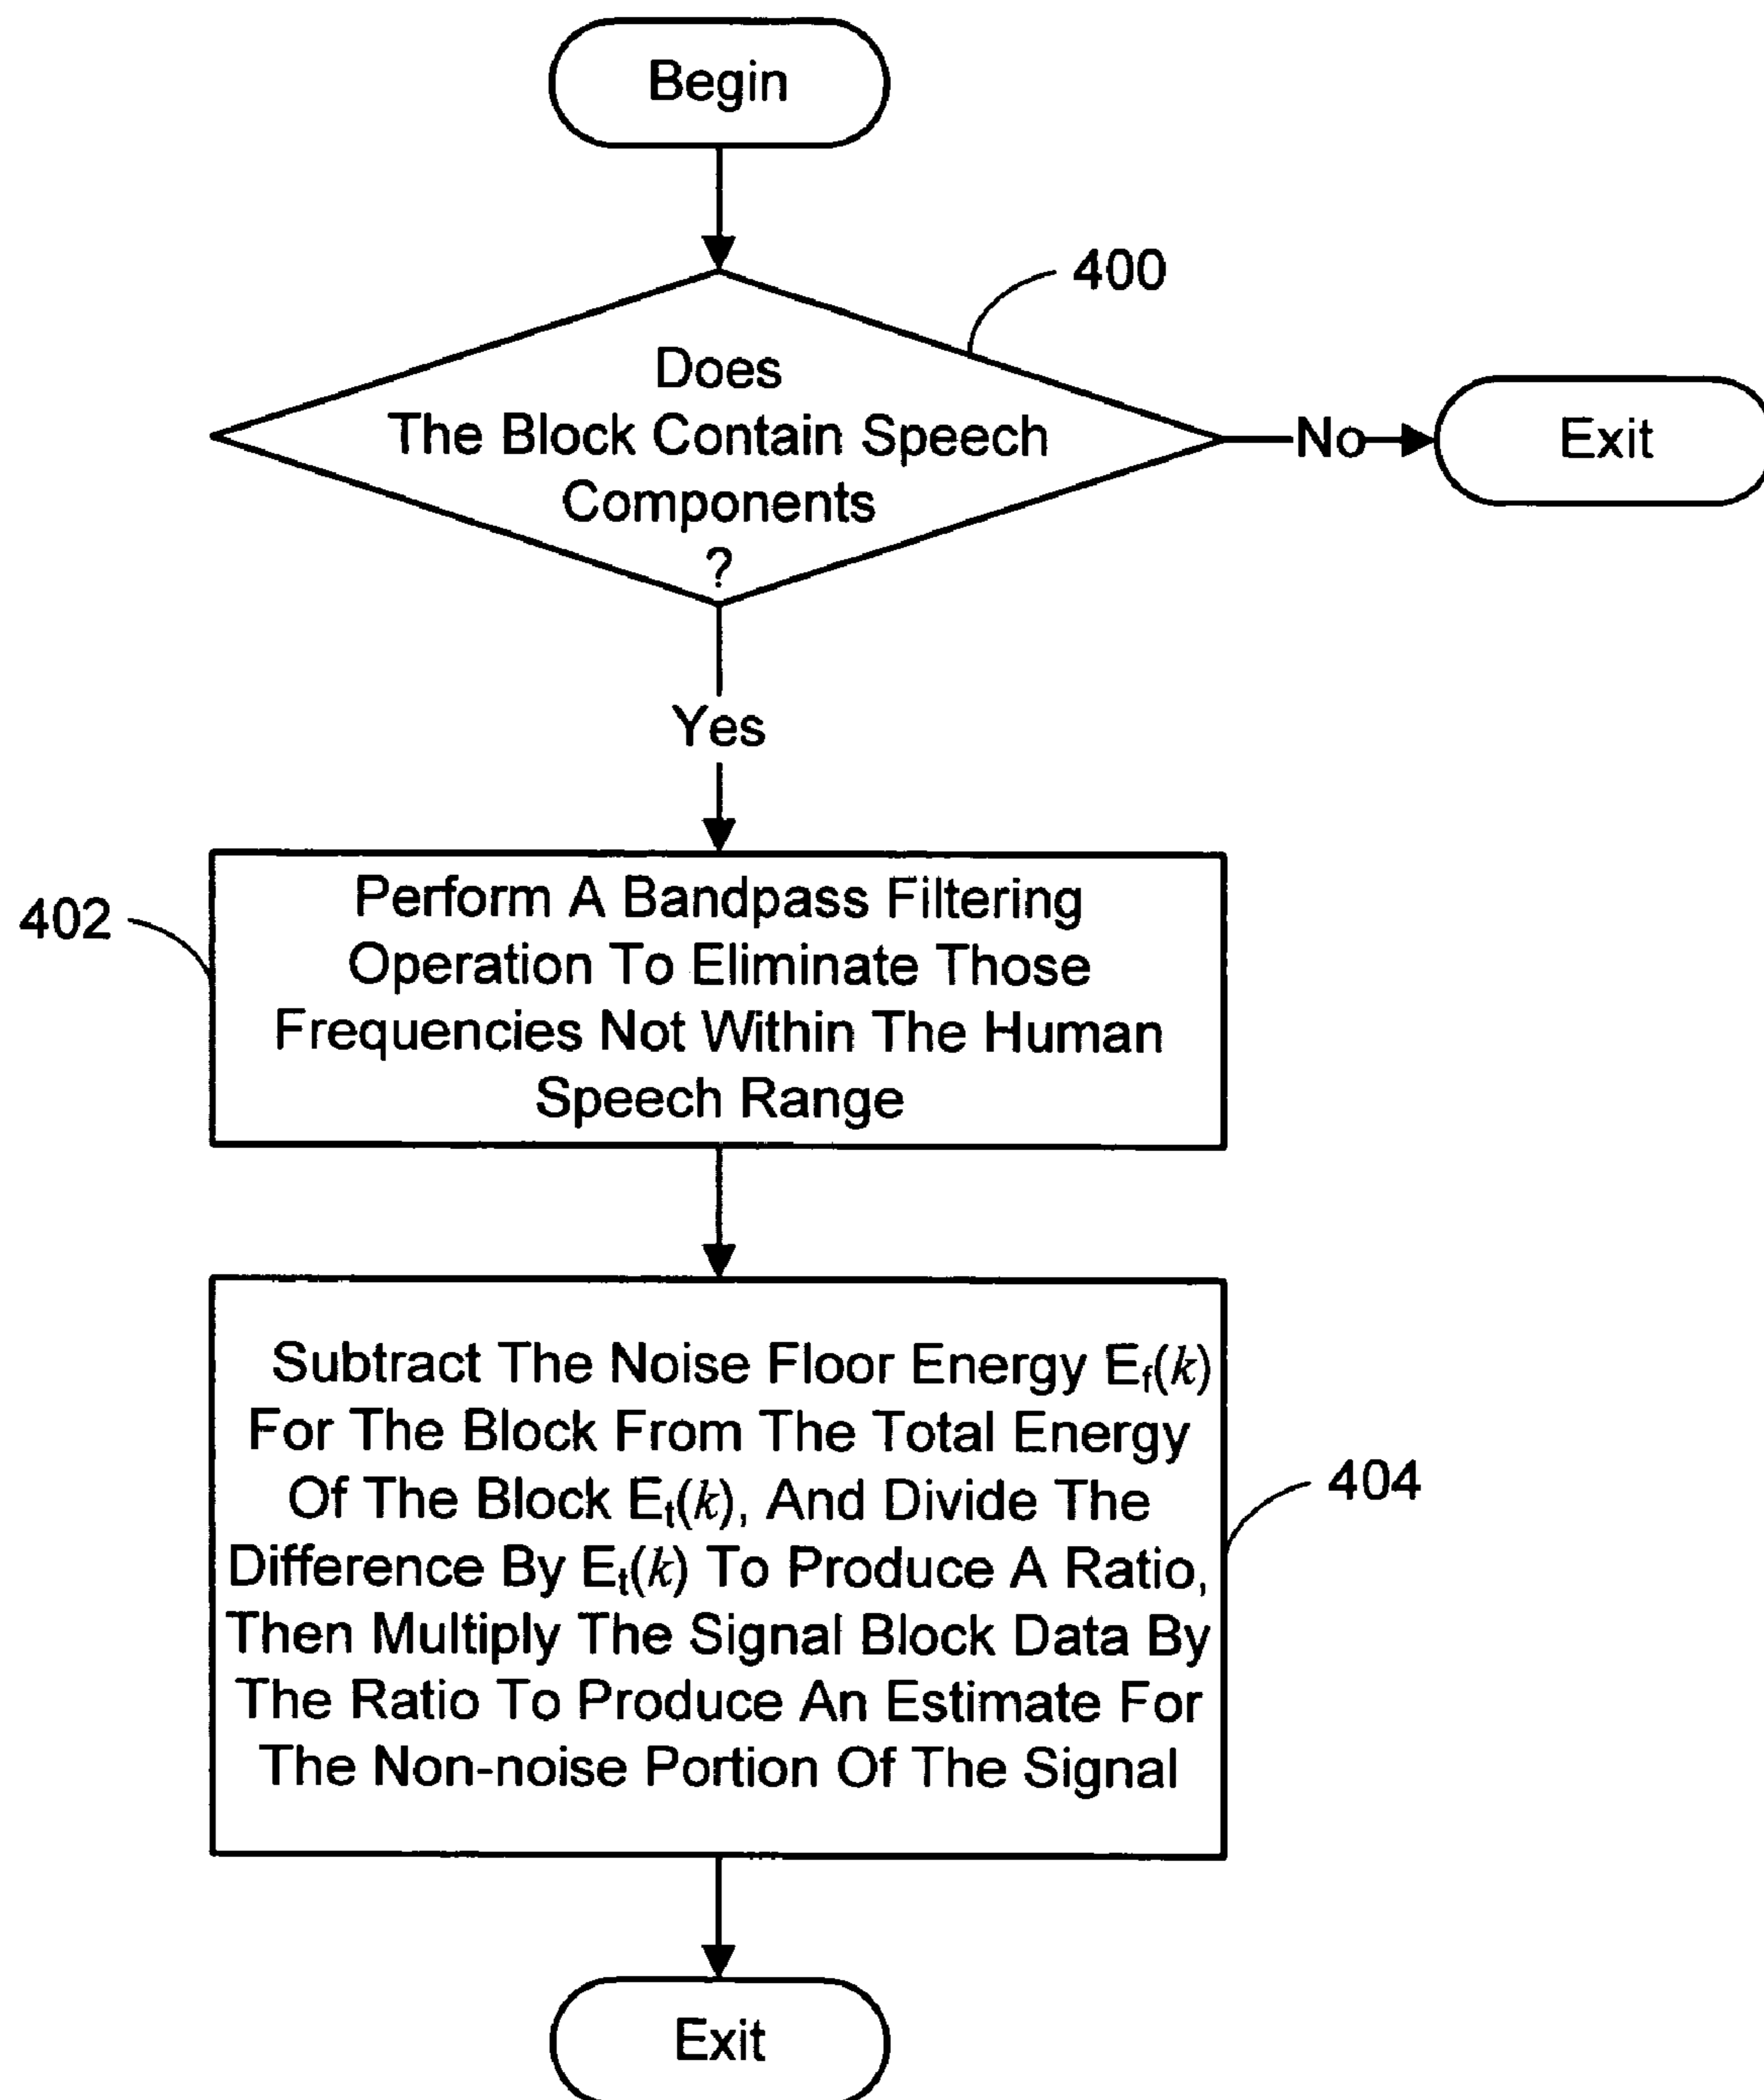 Begin
400
Does
The Block Contain Speech
Components
?
No
Exit
Yes
402
Perform A Bandpass Filtering
Operation To Eliminate Those
Frequencies Not Within The Human
Speech Range
Subtract The Noise Floor Energy Ef(k)
For The Block From The Total Energy
Of The Block Et(k), And Divide The
Difference By Et(k) To Produce A Ratio,
Then Multiply The Signal Block Data By
The Ratio To Produce An Estimate For
The Non-noise Portion Of The Signal
404
Exit